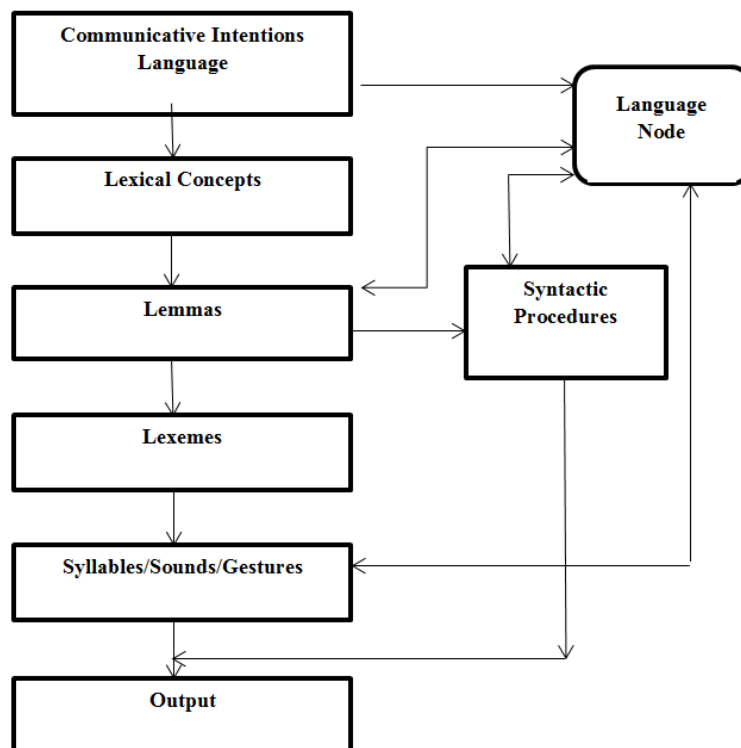 Communicative Intentions
Language
Language
Node
Lexical Concepts
Lemmas
Syntactic
Procedures
Lexemes
Syllables/Sounds/Gestures
Output